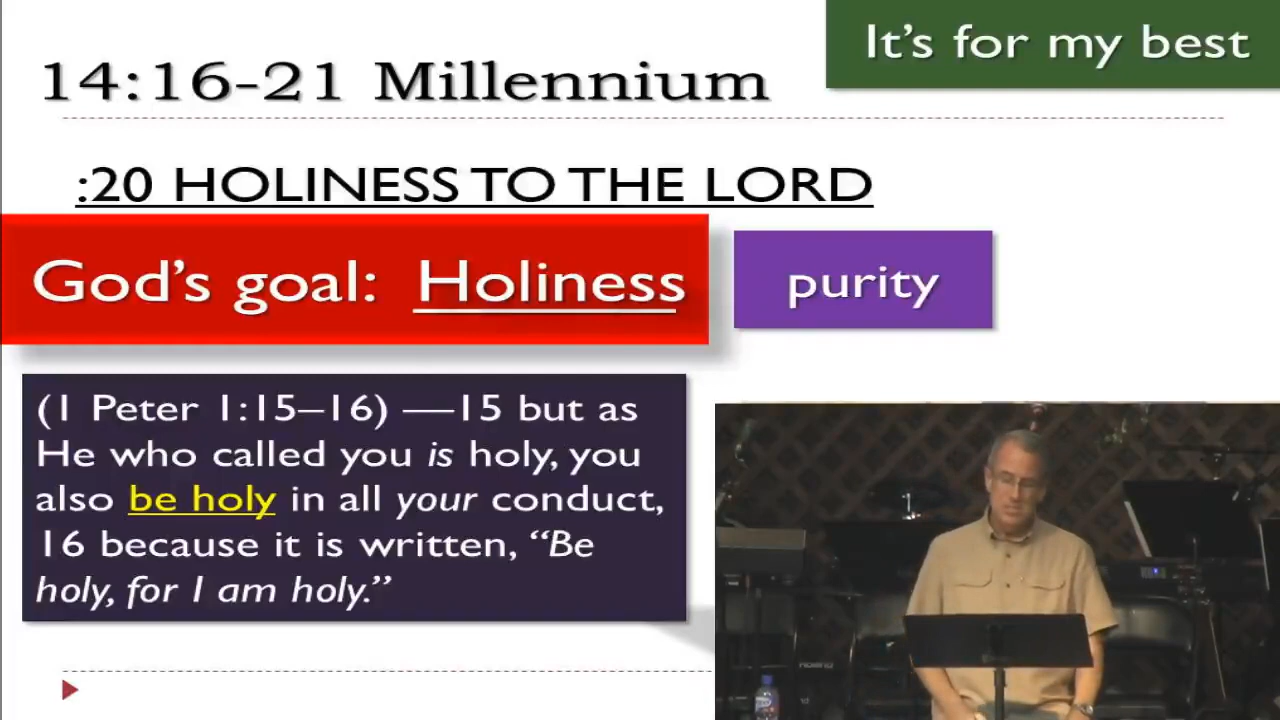 It's for my best
14:16-21 Millennium
:20 HOLINESS TO THE LORD
God's goal: Holiness
purity
(1 Peter 1:15–16) —15 but as
He who called you is holy, you
also be holy in all your conduct,
16 because it is written, “Be
holy, for I am holy.”
Roland